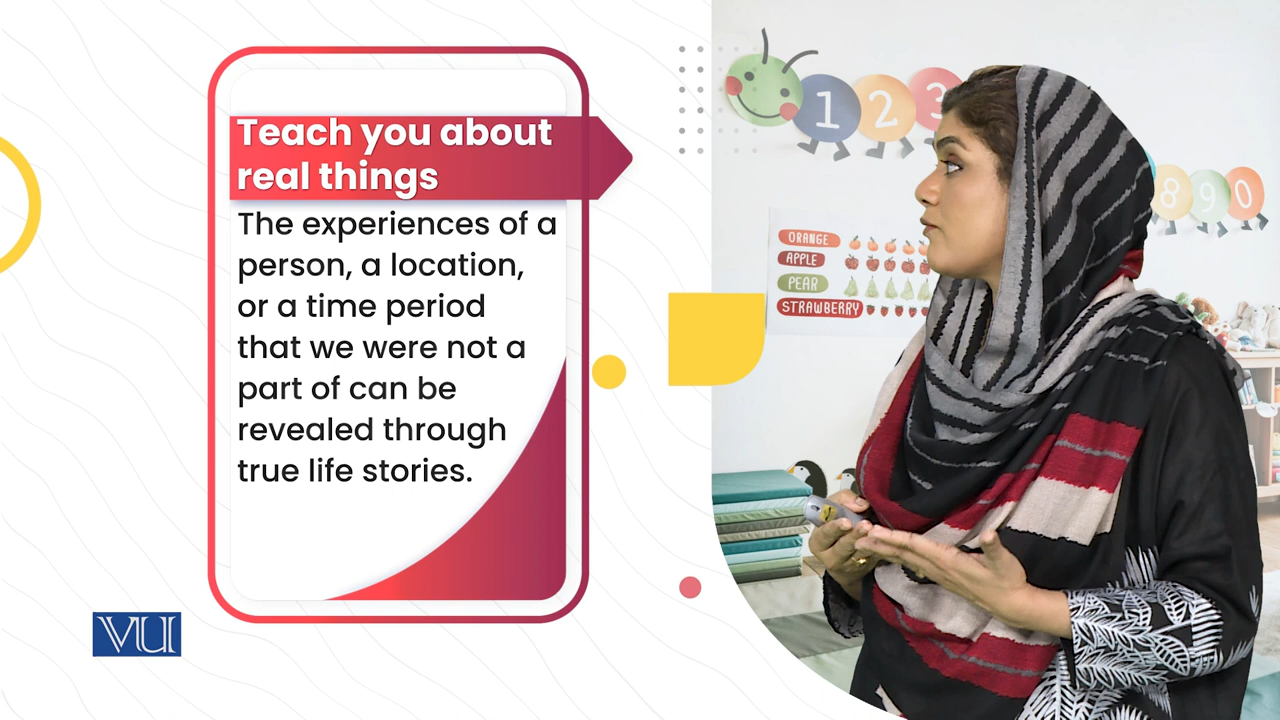 Teach you about
real things
The experiences of a
person, a location,
or a time period
that we were not a
part of can be
revealed through
true life stories.
VU
1 2 3
8 9 0
ORANGE
APPLE
PEAR
STRAWBERRY